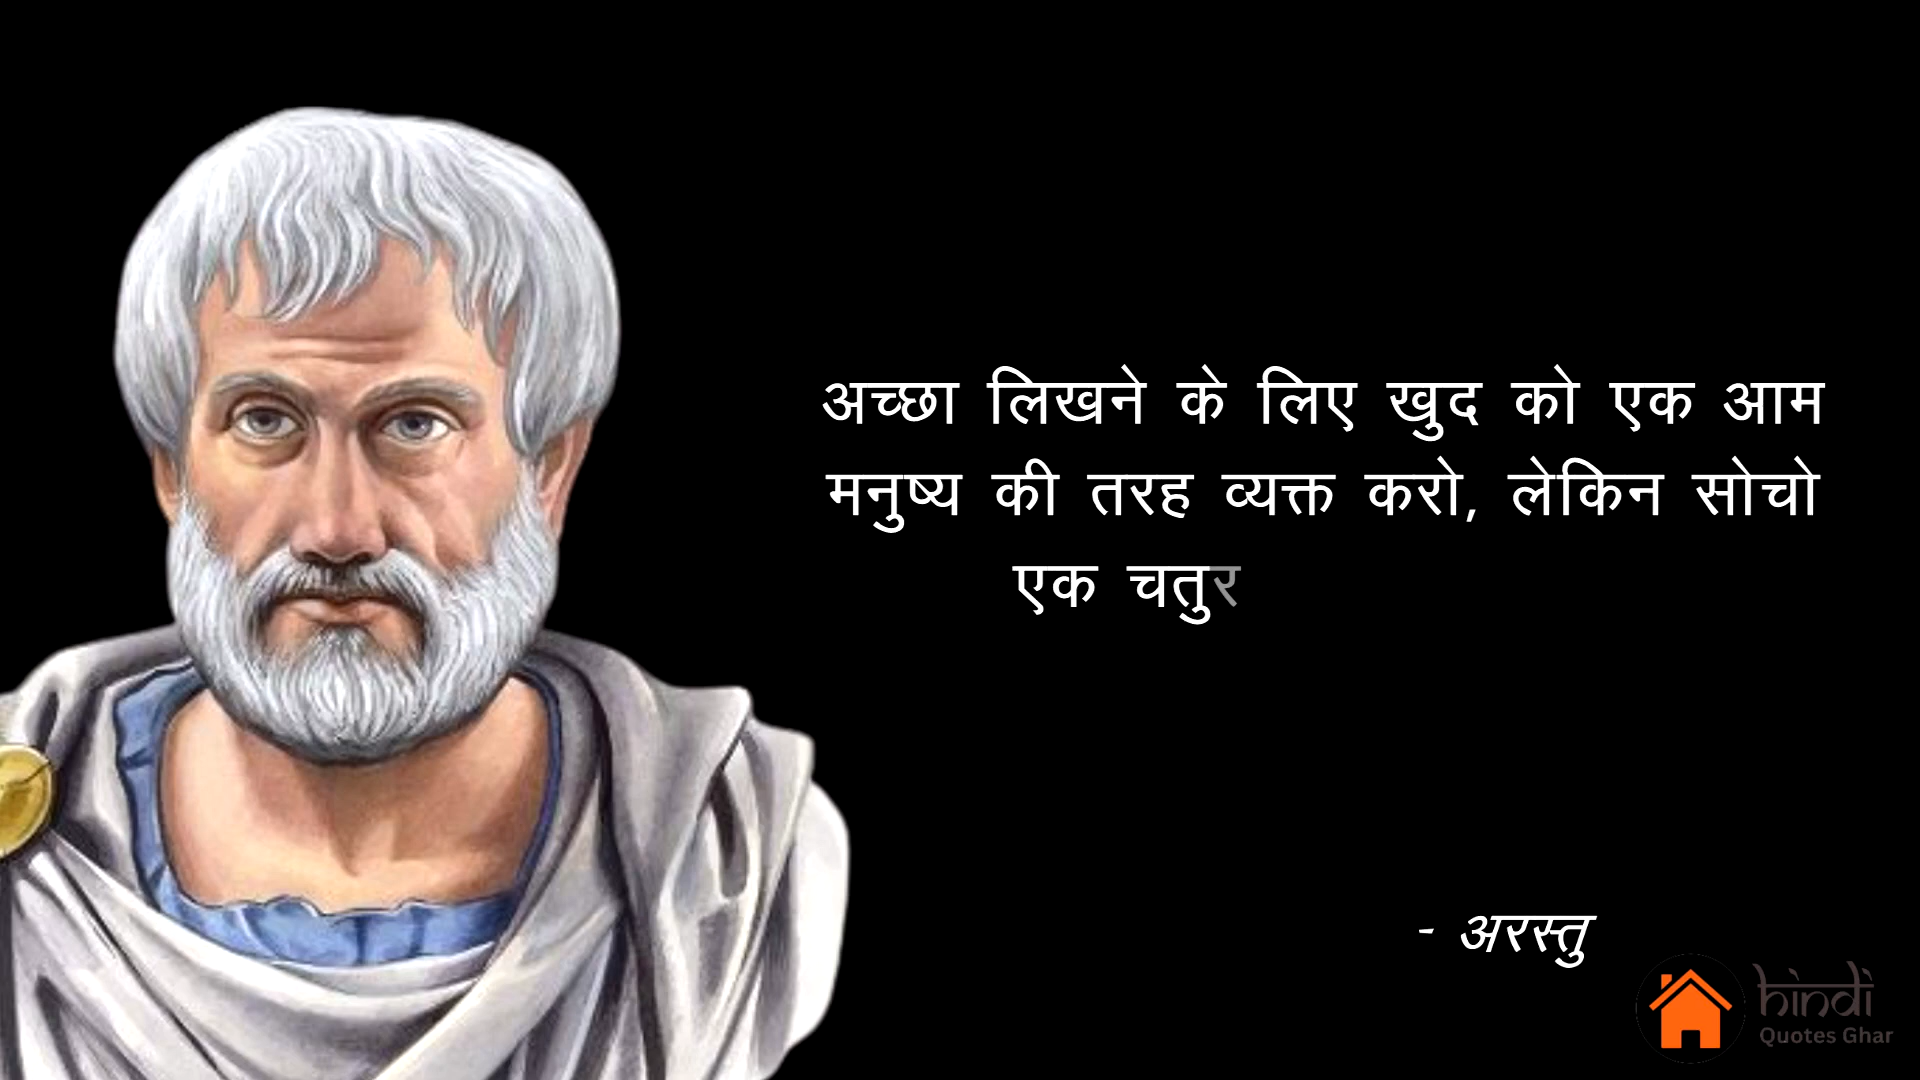 अच्छा लिखने के लिए खुद को एक आम
मनुष्य की तरह व्यक्त करो, लेकिन सोचो
एक चतुर
- अरस्तु
hindi
Quotes Ghar